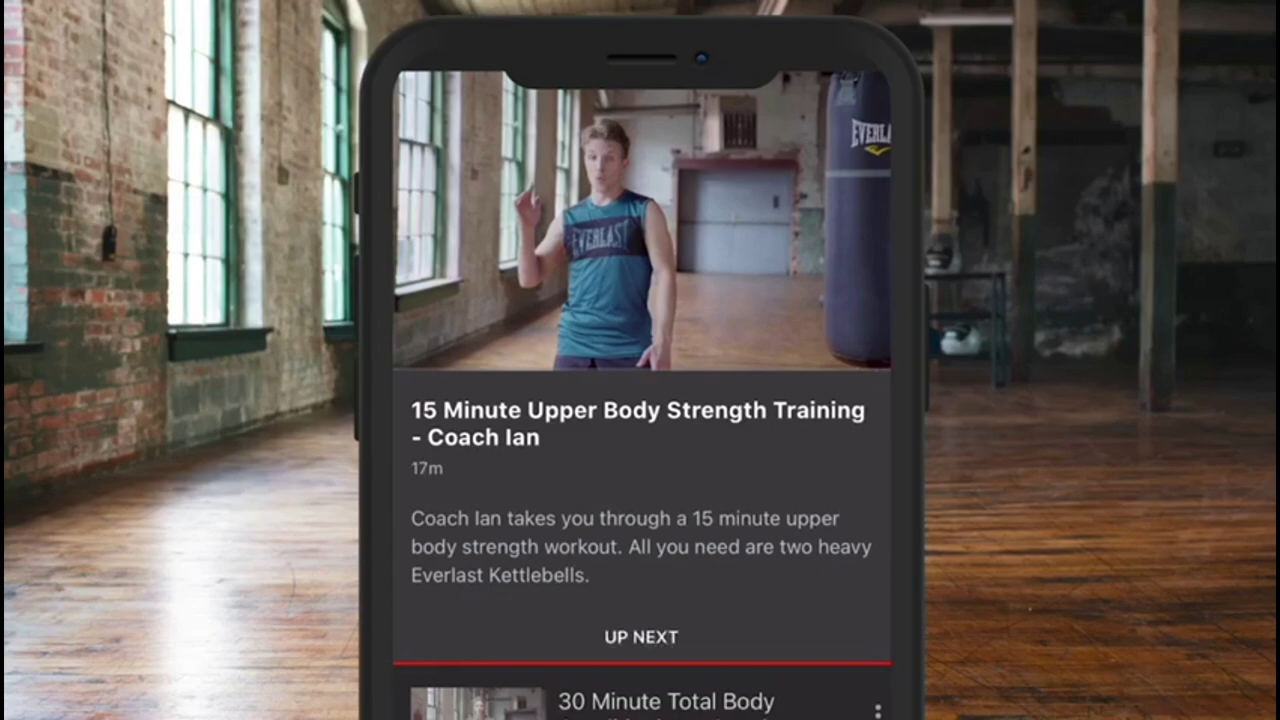 EVERLAST
15 Minute Upper Body Strength Training
- Coach Ian
17m
Coach Ian takes you through a 15 minute upper
body strength workout. All you need are two heavy
Everlast Kettlebells.
UP NEXT
30 Minute Total Body